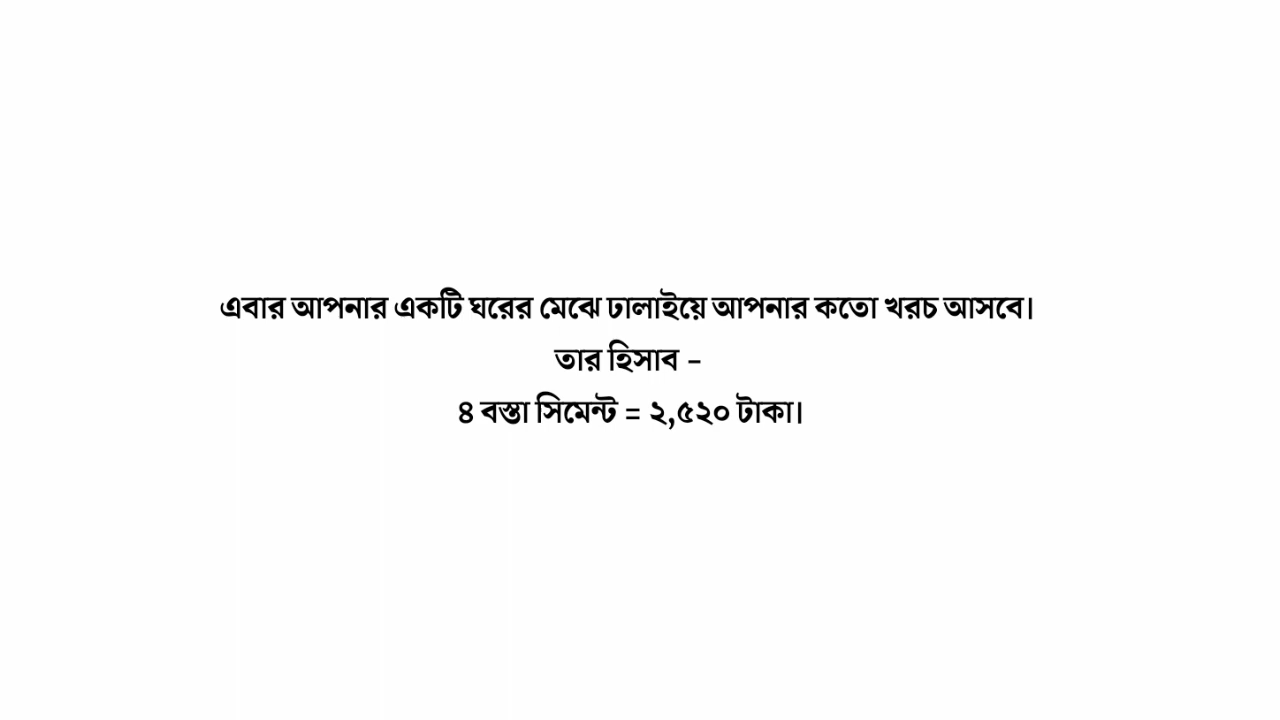 এবার আপনার একটি ঘরের মেঝে ঢালাইয়ে আপনার কতো খরচ আসবে।
তার হিসাব –
৪ বস্তা সিমেন্ট = ২,৫২০ টাকা।